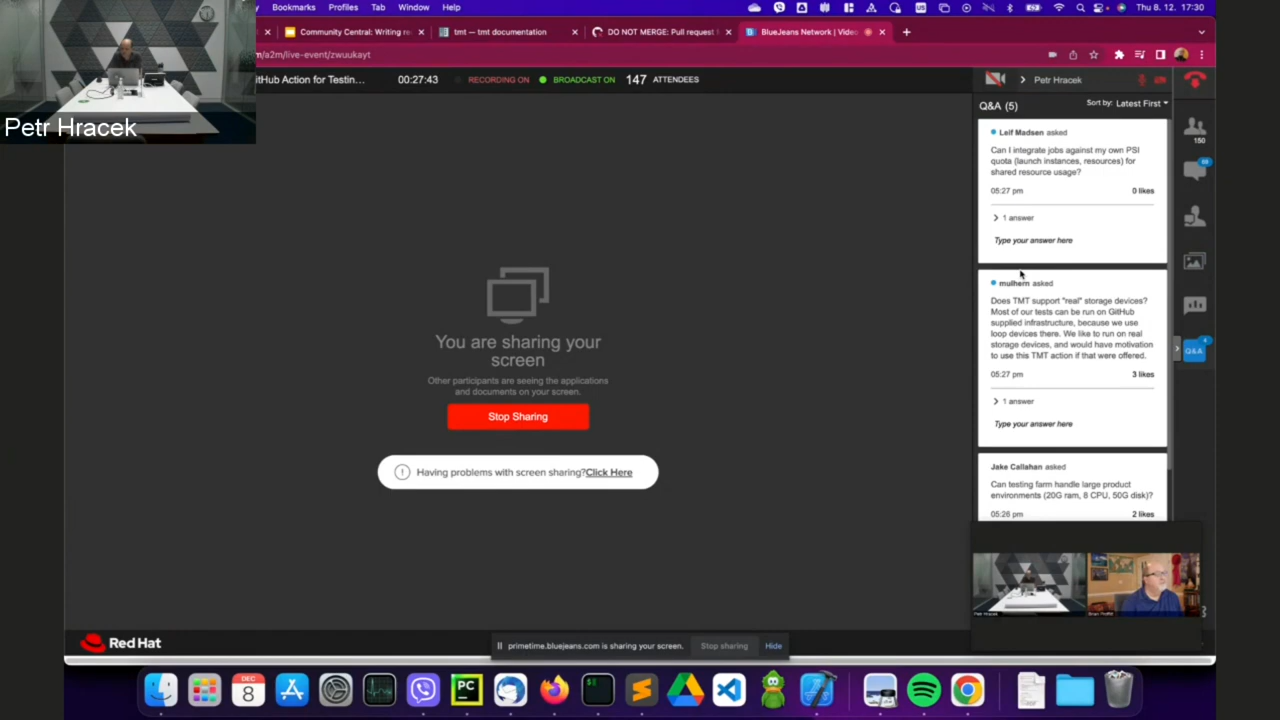 Bookmarks Profiles Tab Window Help
Thu 8. 12. 17:30
Community Central: Writing re
tmt — tmt documentation
DO NOT MERGE: Pull request
BlueJeans Network | Video
m/a2m/live-event/zwuukayt
Petr Hracek
itHub Action for Testin...
00:27:43
RECORDING ON
BROADCAST ON
147 ATTENDEES
Petr Hracek
Q&A (5)
Sort by: Latest First
150
Leif Madsen asked
Can I integrate jobs against my own PSI
quota (launch instances, resources) for
shared resource usage?
05:27 pm
0 likes
1 answer
Type your answer here
mulhern asked
Does TMT support "real" storage devices?
Most of our tests can be run on GitHub
supplied infrastructure, because we use
loop devices there. We like to run on real
storage devices, and would have motivation
to use this TMT action if that were offered.
05:27 pm
3 likes
1 answer
Type your answer here
Jake Callahan asked
Can testing farm handle large product
environments (20G ram, 8 CPU, 50G disk)?
05:26 pm
2 likes
Q&A
You are sharing your
screen
Other participants are seeing the applications
and documents on your screen.
Stop Sharing
Having problems with screen sharing?Click Here
Petr Hracek
Brian Proffitt
Red Hat
primetime.bluejeans.com is sharing your screen.
Stop sharing
Hide
DEC
8
PC